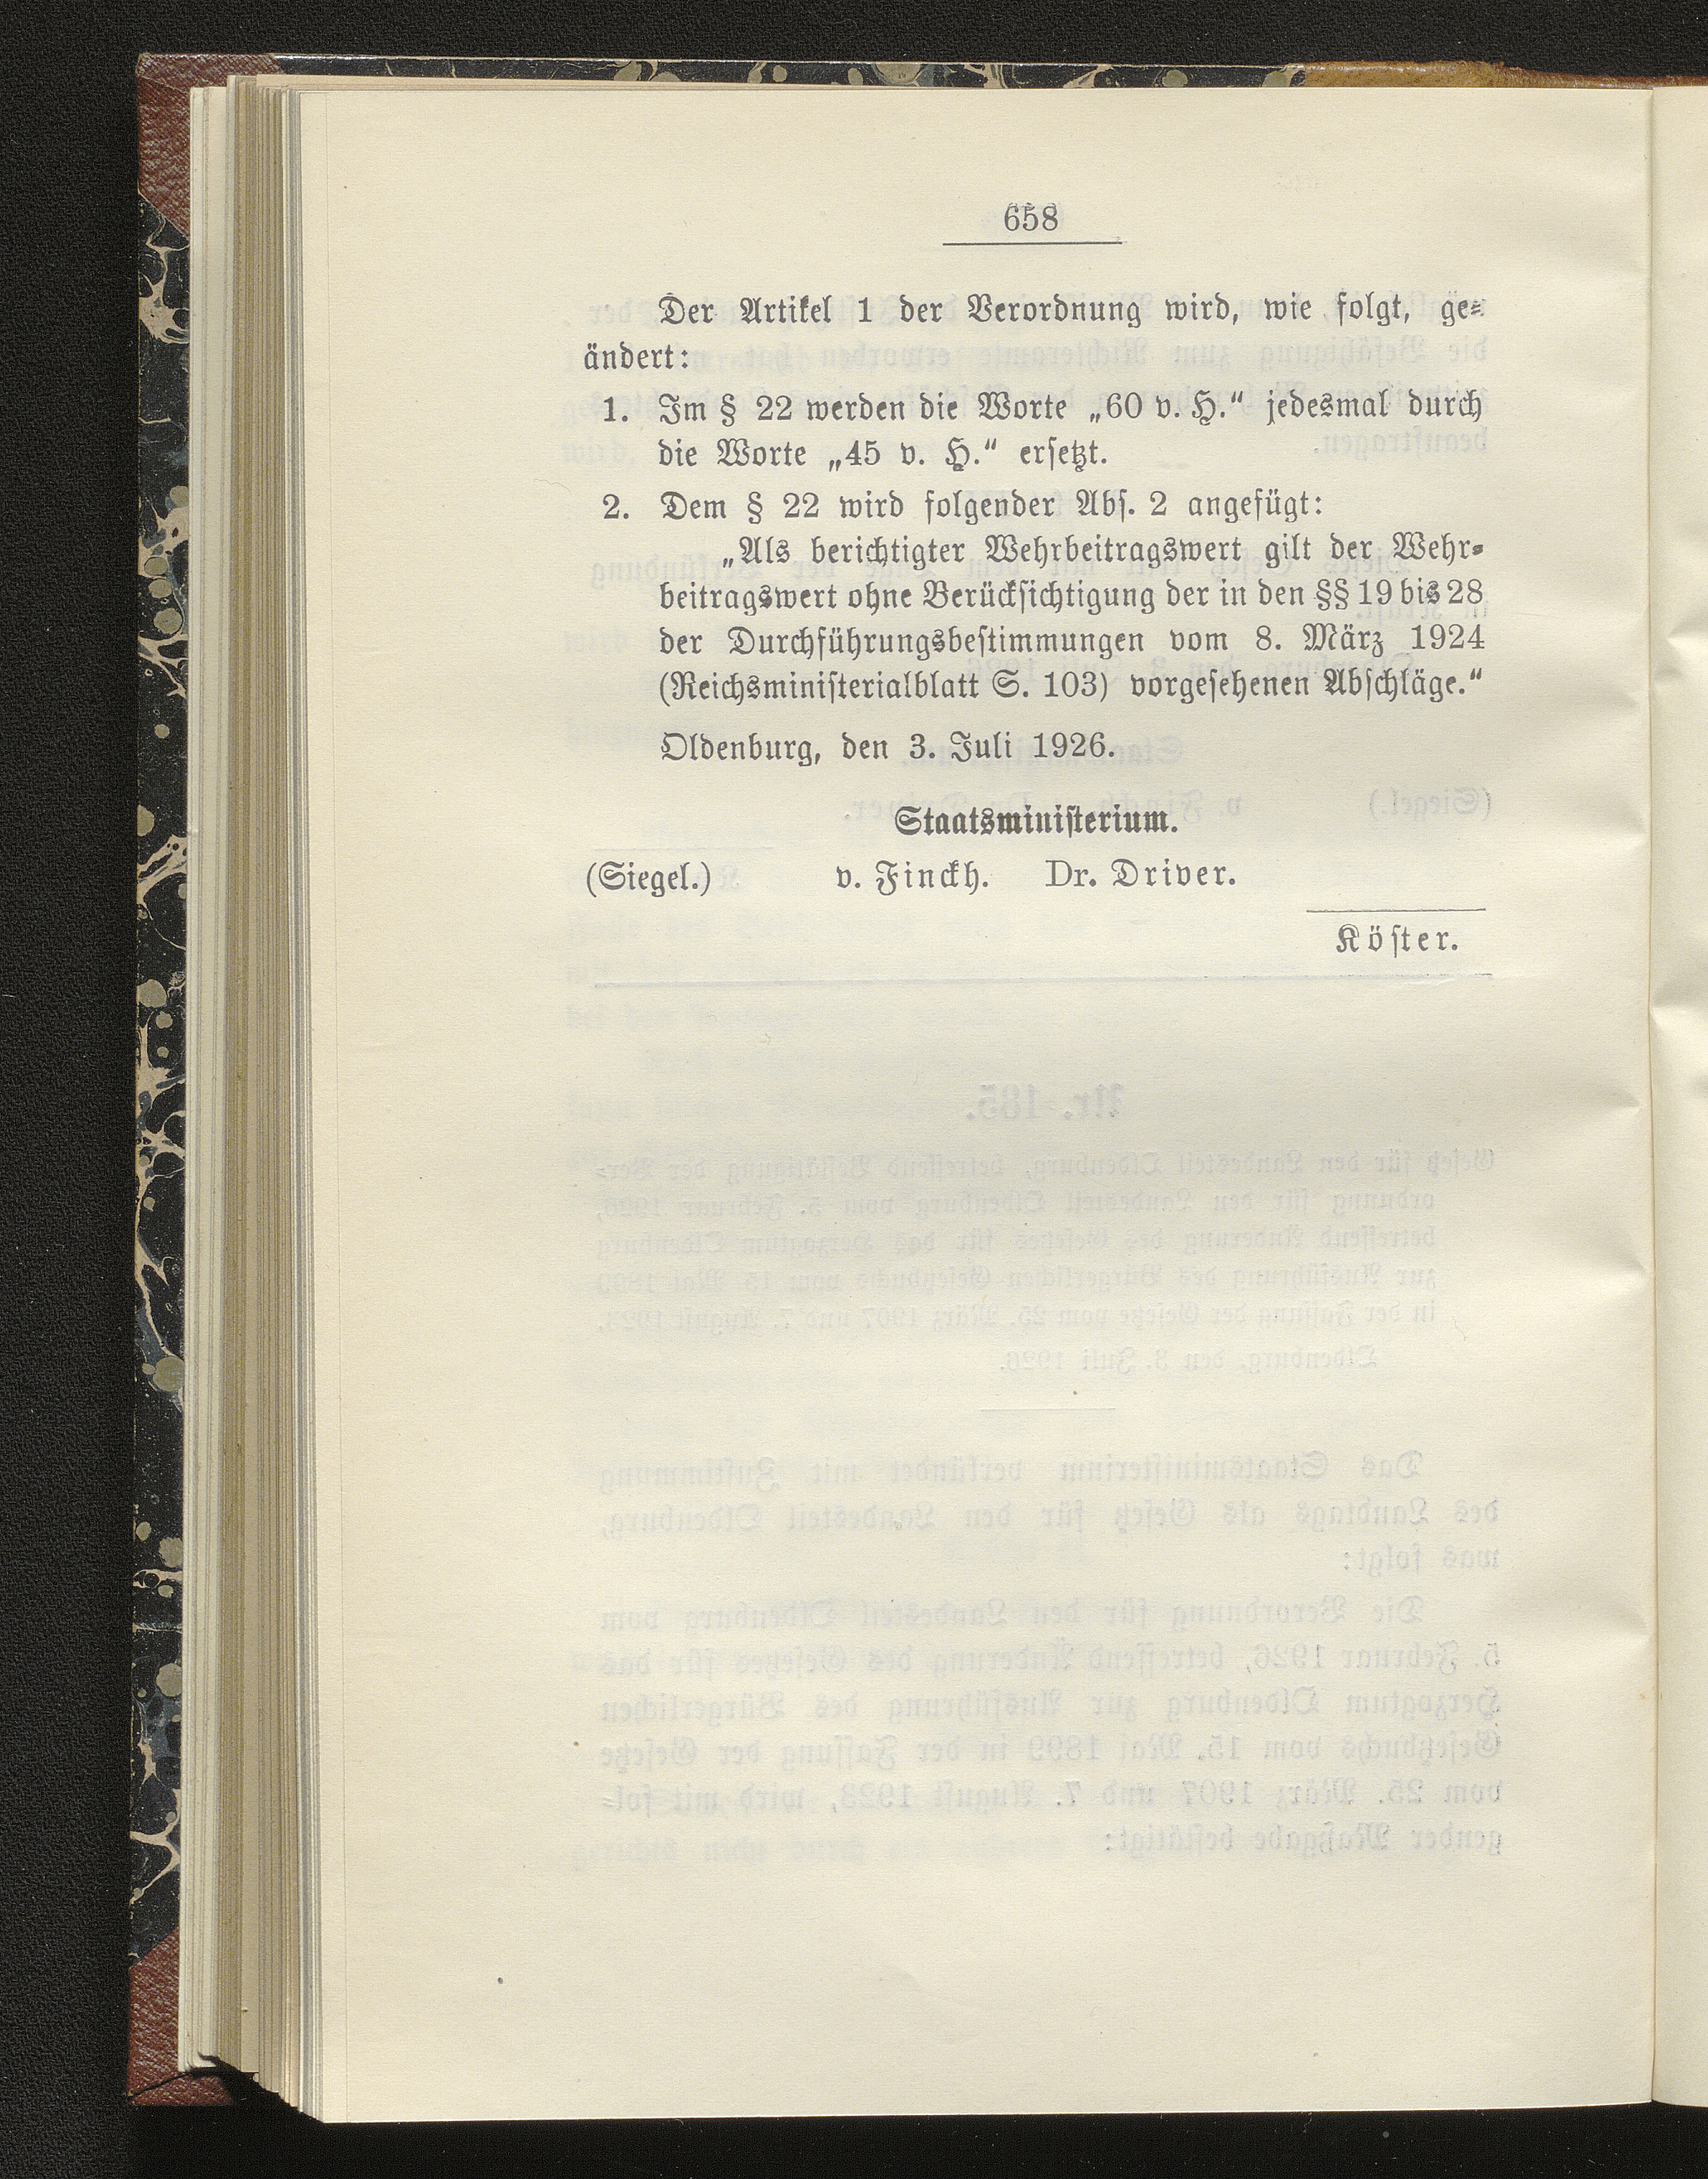 658
Der Artikel 1 der Verordnung wird, wie folgt, ge-
ändert:
1. Im § 22 werden die Worte „60 v. H.“ jedesmal durch
die Worte „45 v. H.“ ersetzt.
2. Dem § 22 wird folgender Abs. 2 angefügt:
„Als berichtigter Wehrbeitragswert gilt der Wehr-
beitragswert ohne Berücksichtigung der in den §§ 19 bis 28
der Durchführungsbestimmungen vom 8. März 1924
(Reichsministerialblatt S. 103) vorgesehenen Abschläge.“
Oldenburg, den 3. Juli 1926.
Staatsministerium.
(Siegel.) v. Finckh. Dr. Driver.
Köster.